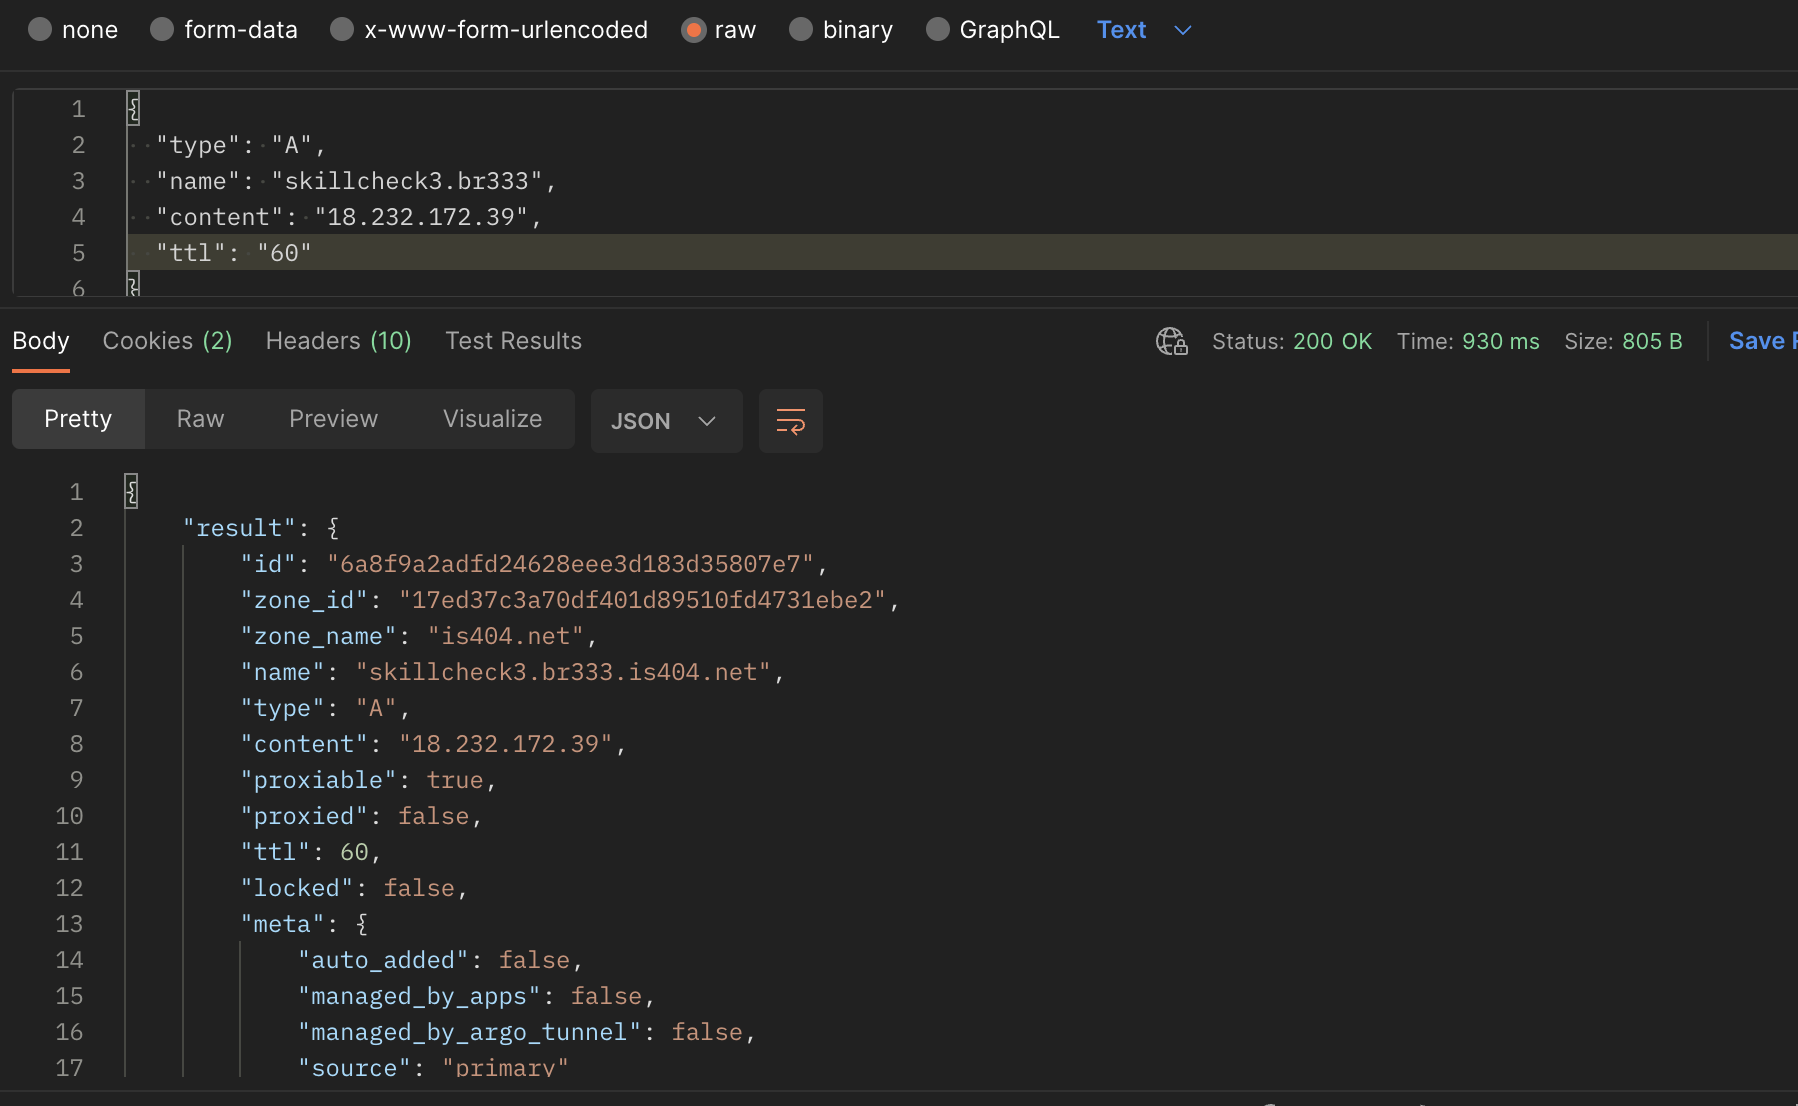 none form-data x-www-form-urlencoded raw binary GraphQL Text
1 {
2 "type": "A",
3 "name": "skillcheck3.br333",
4 "content": "18.232.172.39",
5 "ttl": "60"
6 }
Body Cookies (2) Headers (10) Test Results Status: 200 OK Time: 930 ms Size: 805 B Save
Pretty Raw Preview Visualize JSON
1 {
2 "result": {
3 "id": "6a8f9a2adfd24628eee3d183d35807e7",
4 "zone_id": "17ed37c3a70df401d89510fd4731ebe2",
5 "zone_name": "is404.net",
6 "name": "skillcheck3.br333.is404.net",
7 "type": "A",
8 "content": "18.232.172.39",
9 "proxiable": true,
10 "proxied": false,
11 "ttl": 60,
12 "locked": false,
13 "meta": {
14 "auto_added": false,
15 "managed_by_apps": false,
16 "managed_by_argo_tunnel": false,
17 "source": "primary"